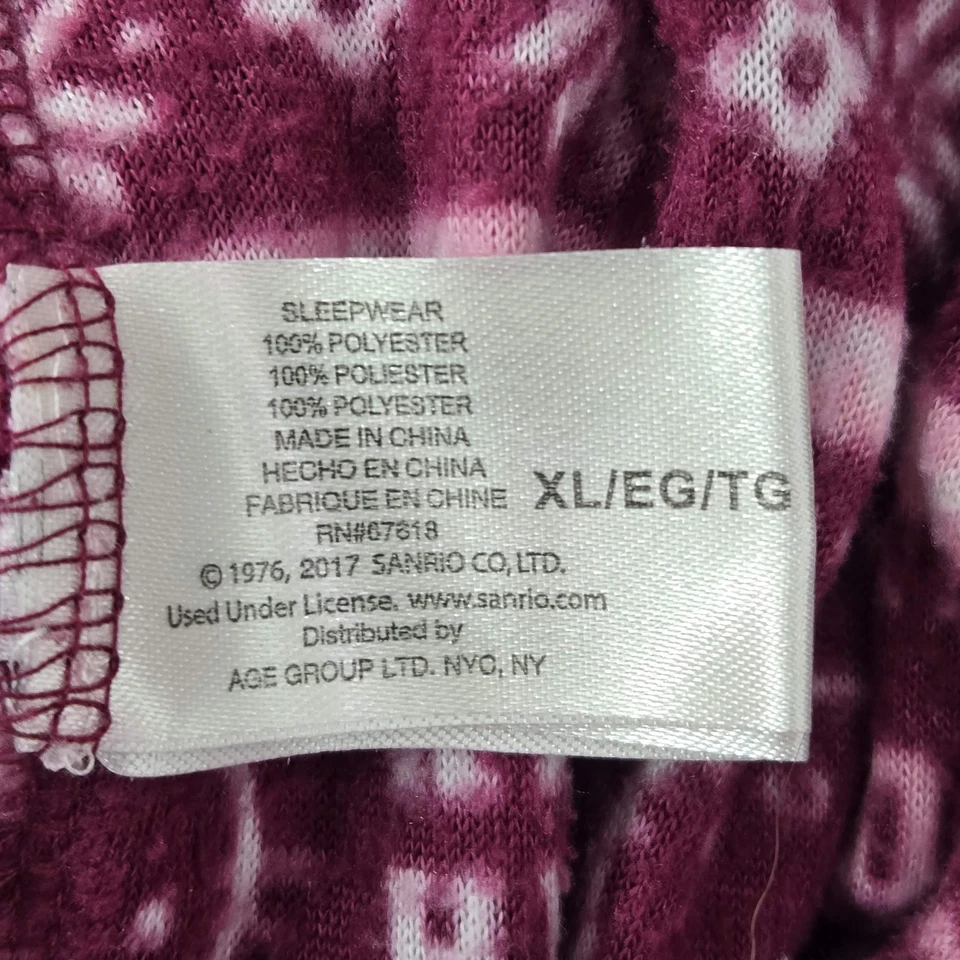 SLEEPWEAR
100% POLYESTER
100% POLIESTER
100% POLYESTER
MADE IN CHINA
HECHO EN CHINA
FABRIQUE EN CHINE
XL/EG/TG
RN#67818
© 1976, 2017 SANRIO CO, LTD.
Used Under License. www.sanrio.com
Distributed by
AGE GROUP LTD. NYC, NY